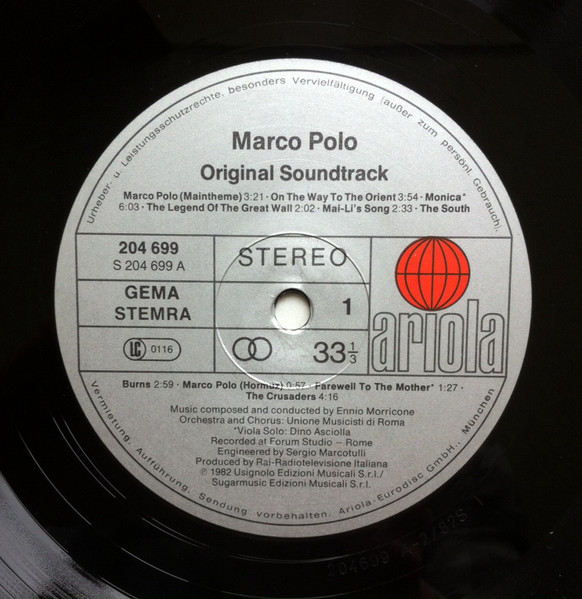 Urheber. u. Leistungsschutzrechte, besonders Vervielfältigung (außer zum persönl. Gebrauch).
Marco Polo
Original Soundtrack
Marco Polo (Maintheme) 3:21 · On The Way To The Orient 3:54 · Monica*
6:03 · The Legend Of The Great Wall 2:02 · Mai-Li's Song 2:33 · The South
204 699
S 204 699 A
STEREO
GEMA
STEMRA
1
LC 0116
33 1/3
ariola
Burns 2:59 · Marco Polo (Hormuz) 0:57 · Farewell To The Mother* 1:27 ·
The Crusaders 4:16
Music composed and conducted by Ennio Morricone
Orchestra and Chorus: Unione Musicisti di Roma
*Viola Solo: Dino Asciolla
Recorded at Forum Studio – Rome
Engineered by Sergio Marcotulli
Produced by Rai-Radiotelevisione Italiana
℗ 1982 Usignolo Edizioni Musicali S.r.l./
Sugarmusic Edizioni Musicali S.r.l.
Vermietung, Aufführung, Sendung vorbehalten. Ariola-Eurodisc GmbH., München
204699